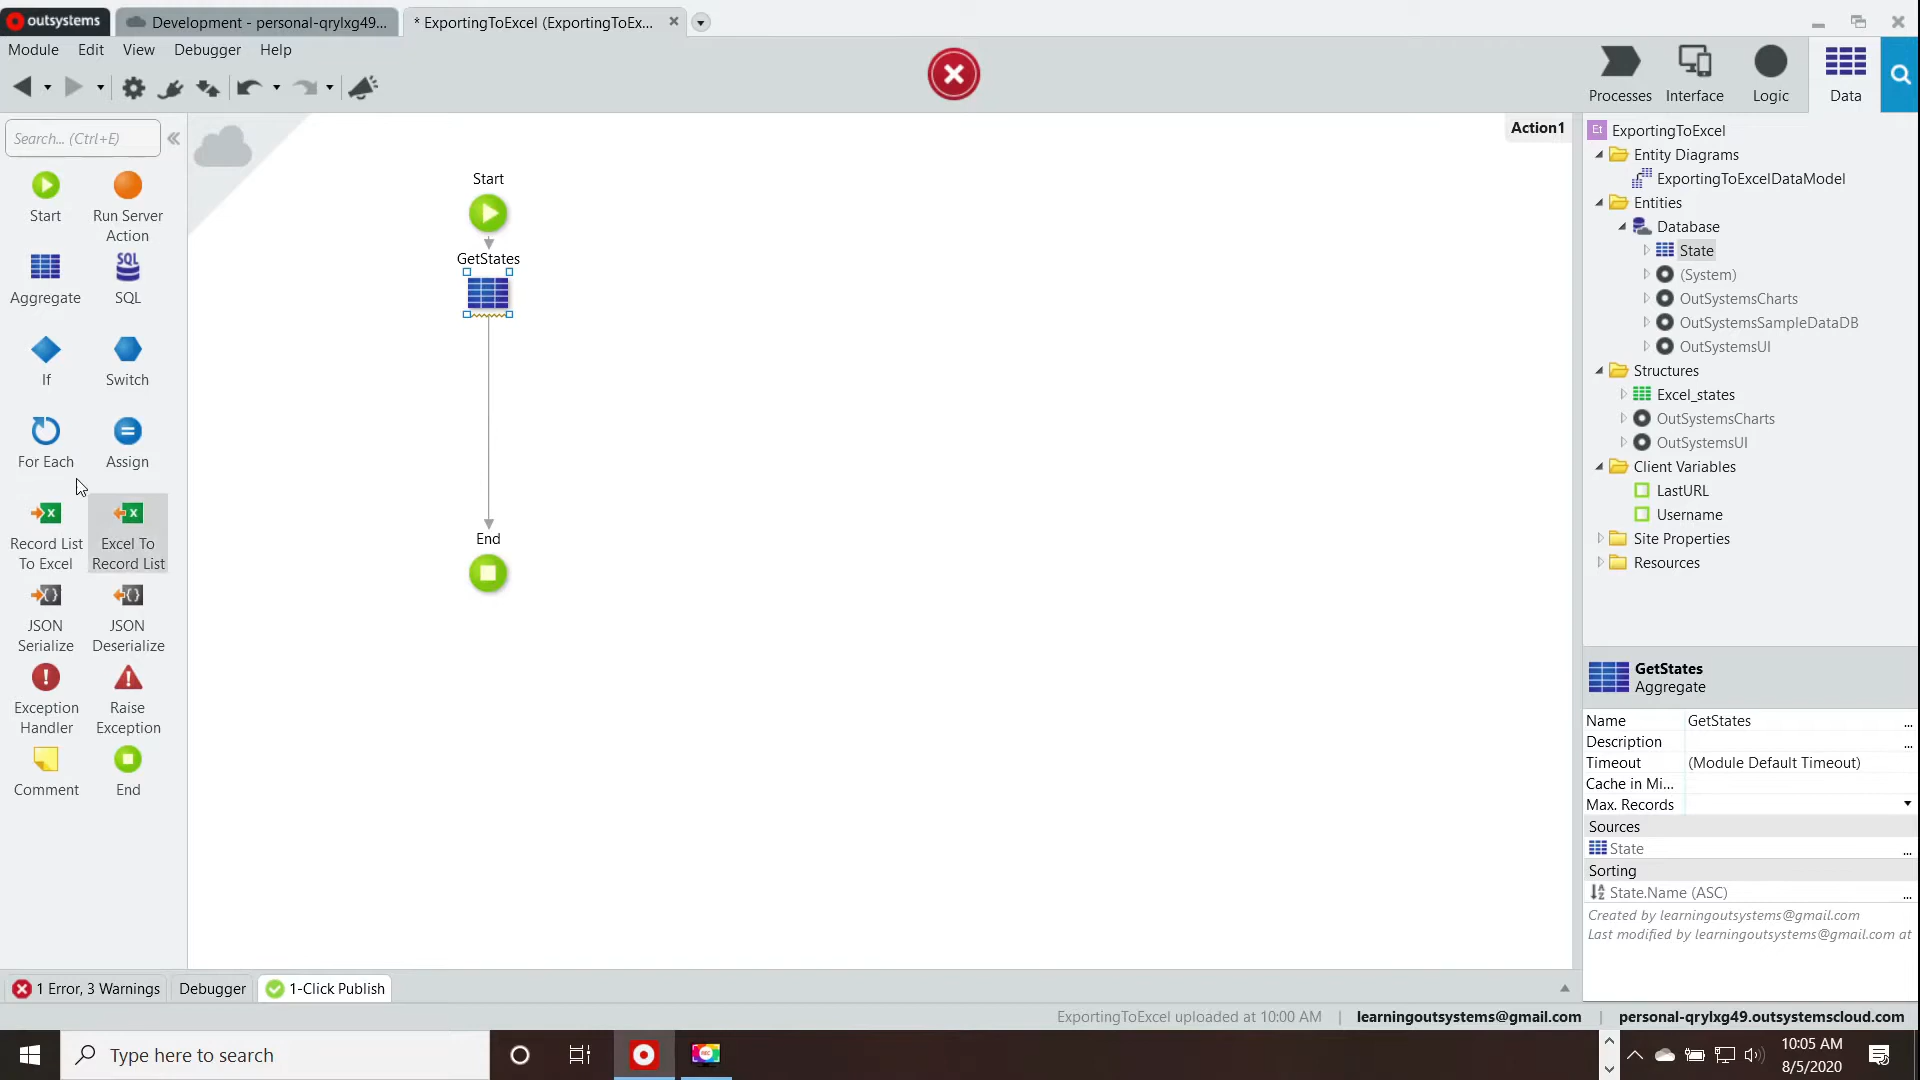 outsystems
Development - personal-qrylxg49...
* ExportingToExcel (ExportingToEx...
Module Edit View Debugger Help
Processes Interface Logic Data
Search... (Ctrl+E)
Start
Run Server
Action
Aggregate
SQL
SQL
If
Switch
For Each
Assign
Record List
To Excel
Excel To
Record List
JSON
Serialize
JSON
Deserialize
Exception
Handler
Raise
Exception
Comment
End
Action1
Start
GetStates
End
Et ExportingToExcel
Entity Diagrams
ExportingToExcelDataModel
Entities
Database
State
(System)
OutSystemsCharts
OutSystemsSampleDataDB
OutSystemsUI
Structures
Excel_states
OutSystemsCharts
OutSystemsUI
Client Variables
LastURL
Username
Site Properties
Resources
GetStates
Aggregate
Name GetStates ...
Description ...
Timeout (Module Default Timeout)
Cache in Mi...
Max. Records
Sources
State ...
Sorting
State.Name (ASC) ...
Created by learningoutsystems@gmail.com
Last modified by learningoutsystems@gmail.com at
1 Error, 3 Warnings Debugger 1-Click Publish
ExportingToExcel uploaded at 10:00 AM | learningoutsystems@gmail.com | personal-qrylxg49.outsystemscloud.com
Type here to search
REC
10:05 AM
8/5/2020